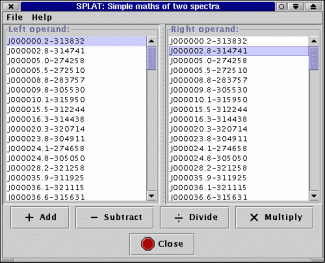 SPLAT: Simple maths of two spectra
File Help
Left operand:
J000000.2-313832
J000002.8-314741
J000005.0-274258
J000005.5-272510
J000008.8-283757
J000009.8-305530
J000010.1-315950
J000015.5-312244
J000016.3-314438
J000020.3-320714
J000023.8-304911
J000024.1-274658
J000024.8-305050
J000028.2-321258
J000035.9-311925
J000036.1-321115
J000036.6-315631
Right operand:
J000000.2-313832
J000002.8-314741
J000005.0-274258
J000005.5-272510
J000008.8-283757
J000009.8-305530
J000010.1-315950
J000015.5-312244
J000016.3-314438
J000020.3-320714
J000023.8-304911
J000024.1-274658
J000024.8-305050
J000028.2-321258
J000035.9-311925
J000036.1-321115
J000036.6-315631
+ Add
− Subtract
÷ Divide
× Multiply
Close